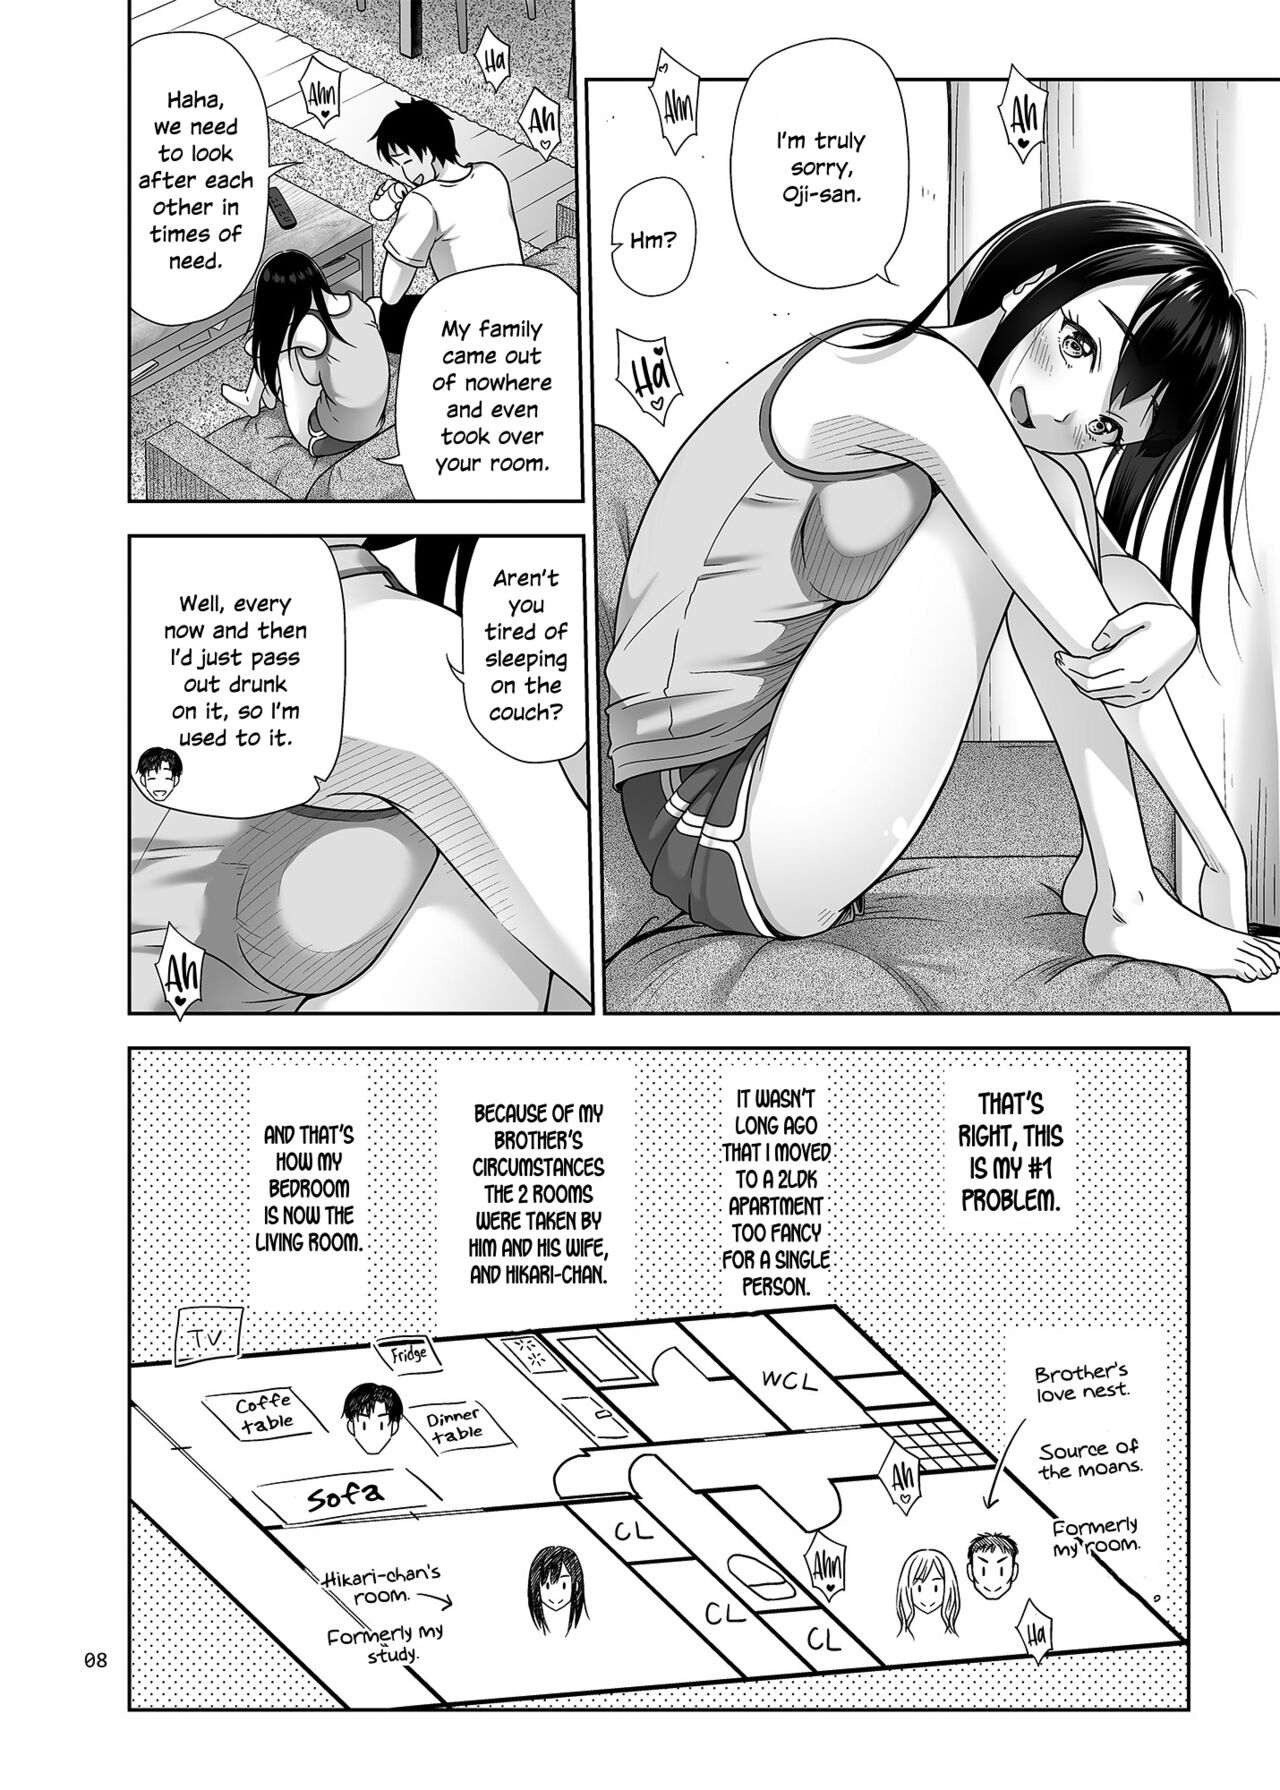 Ah
I'm truly
sorry,
Oji-san.
Ahn
Hm?
Ha
Ha
Ah
Ahn
Haha,
we need
to look
after each
other in
times of
need.
My family
came out
of nowhere
and even
took over
your room.
Aren't
you
tired of
sleeping
on the
couch?
Well, every
now and then
I'd just pass
out drunk
on it, so I'm
used to it.
Ah
THAT'S
RIGHT, THIS
IS MY #1
PROBLEM.
IT WASN'T
LONG AGO
THAT I MOVED
TO A 2LDK
APARTMENT
TOO FANCY
FOR A SINGLE
PERSON.
BECAUSE OF MY
BROTHER'S
CIRCUMSTANCES
THE 2 ROOMS
WERE TAKEN BY
HIM AND HIS WIFE,
AND HIKARI-CHAN.
AND THAT'S
HOW MY
BEDROOM
IS NOW THE
LIVING ROOM.
TV
Fridge
Coffe
table
Dinner
table
Sofa
WCL
Brother's
love nest.
Source of
the moans.
Formerly
my room.
Ah
Ahn
Ha
CL
CL
CL
Hikari-chan's
room.
Formerly my
study.
08